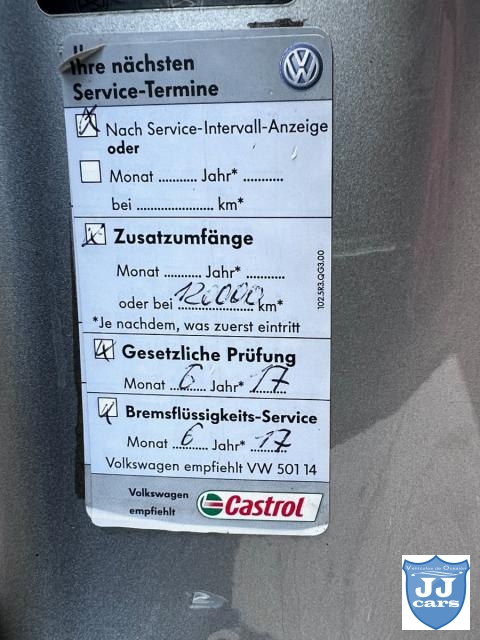 Ihre nächsten
Service-Termine
Nach Service-Intervall-Anzeige
oder
Monat ........... Jahr* ...........
bei ...................... km*
Zusatzumfänge
Monat .......... Jahr* ..........
oder bei 120000 km*
*Je nachdem, was zuerst eintritt
Gesetzliche Prüfung
Monat 6 Jahr* 17
Bremsflüssigkeits-Service
Monat 6 Jahr* 17
Volkswagen empfiehlt VW 501 14
Volkswagen
empfiehlt
Castrol
102.5R3.QG3.00
JJ
cars